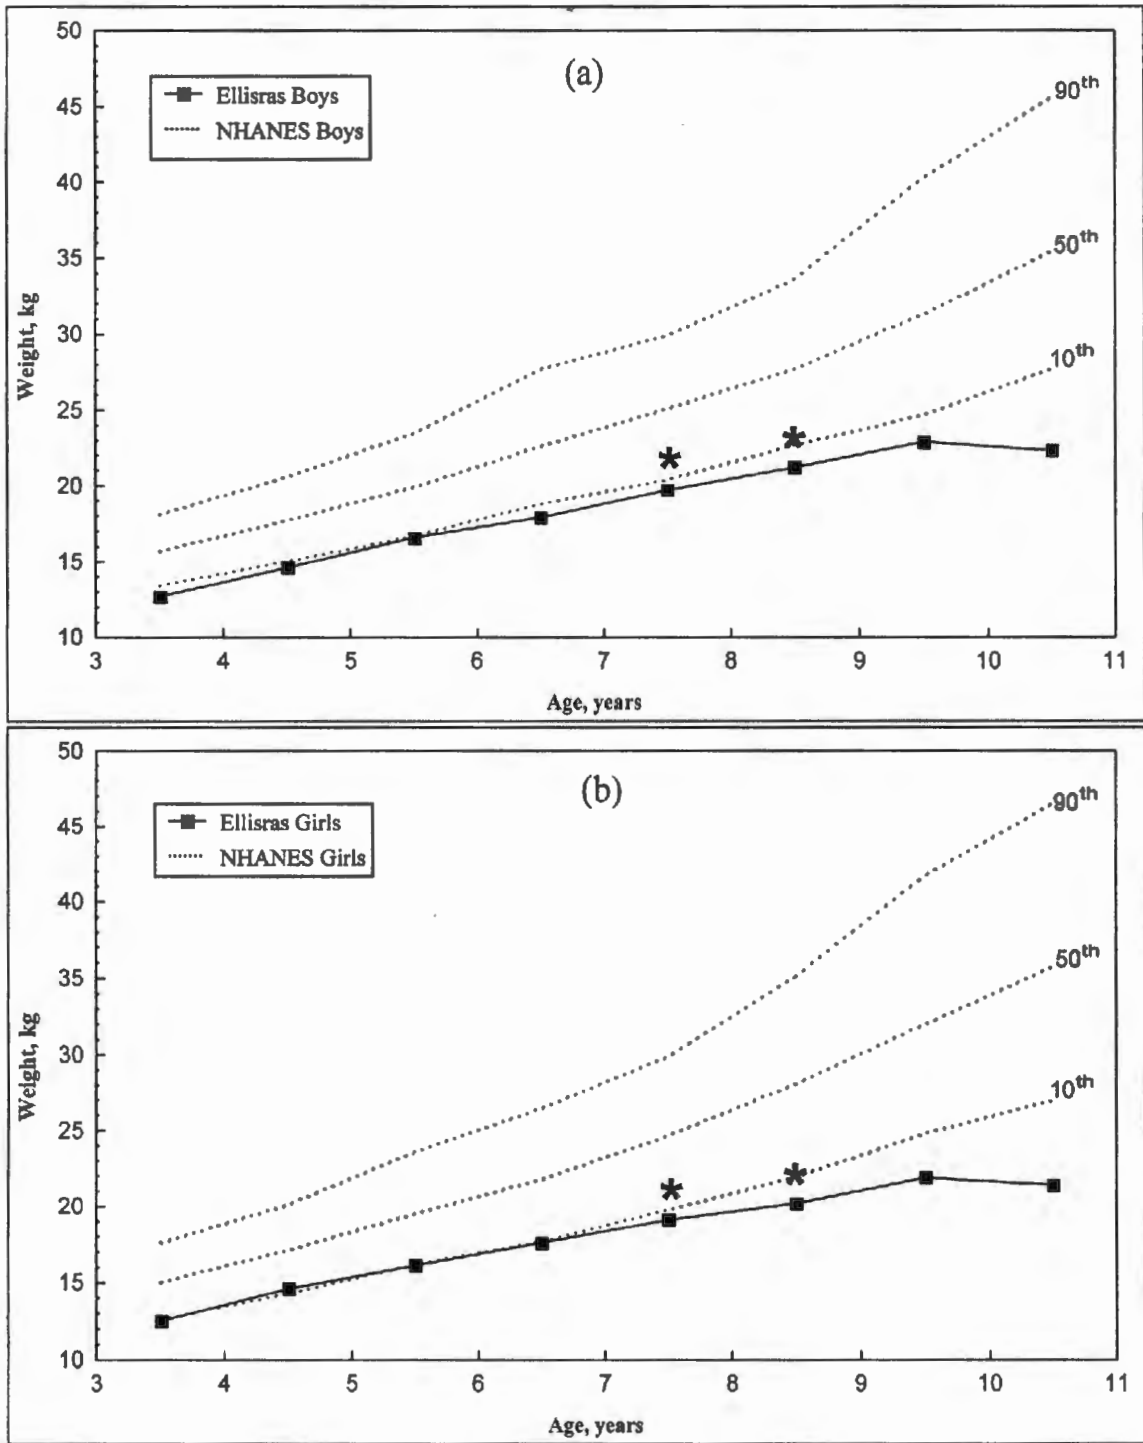 (a)
Ellisras Boys
NHANES Boys
90th
50th
10th
Weight, kg
50
45
40
35
30
25
20
15
10
*
*
3 4 5 6 7 8 9 10 11
Age, years
(b)
Ellisras Girls
NHANES Girls
90th
50th
10th
Weight, kg
50
45
40
35
30
25
20
15
10
*
*
3 4 5 6 7 8 9 10 11
Age, years